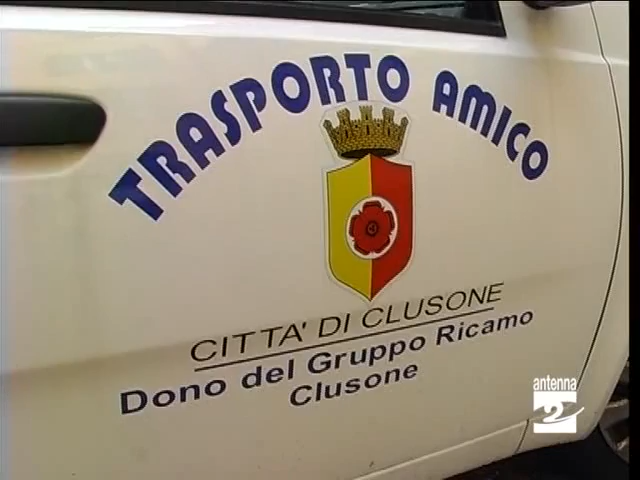 TRASPORTO AMICO
CITTA' DI CLUSONE
Dono del Gruppo Ricamo
Clusone
antenna
2